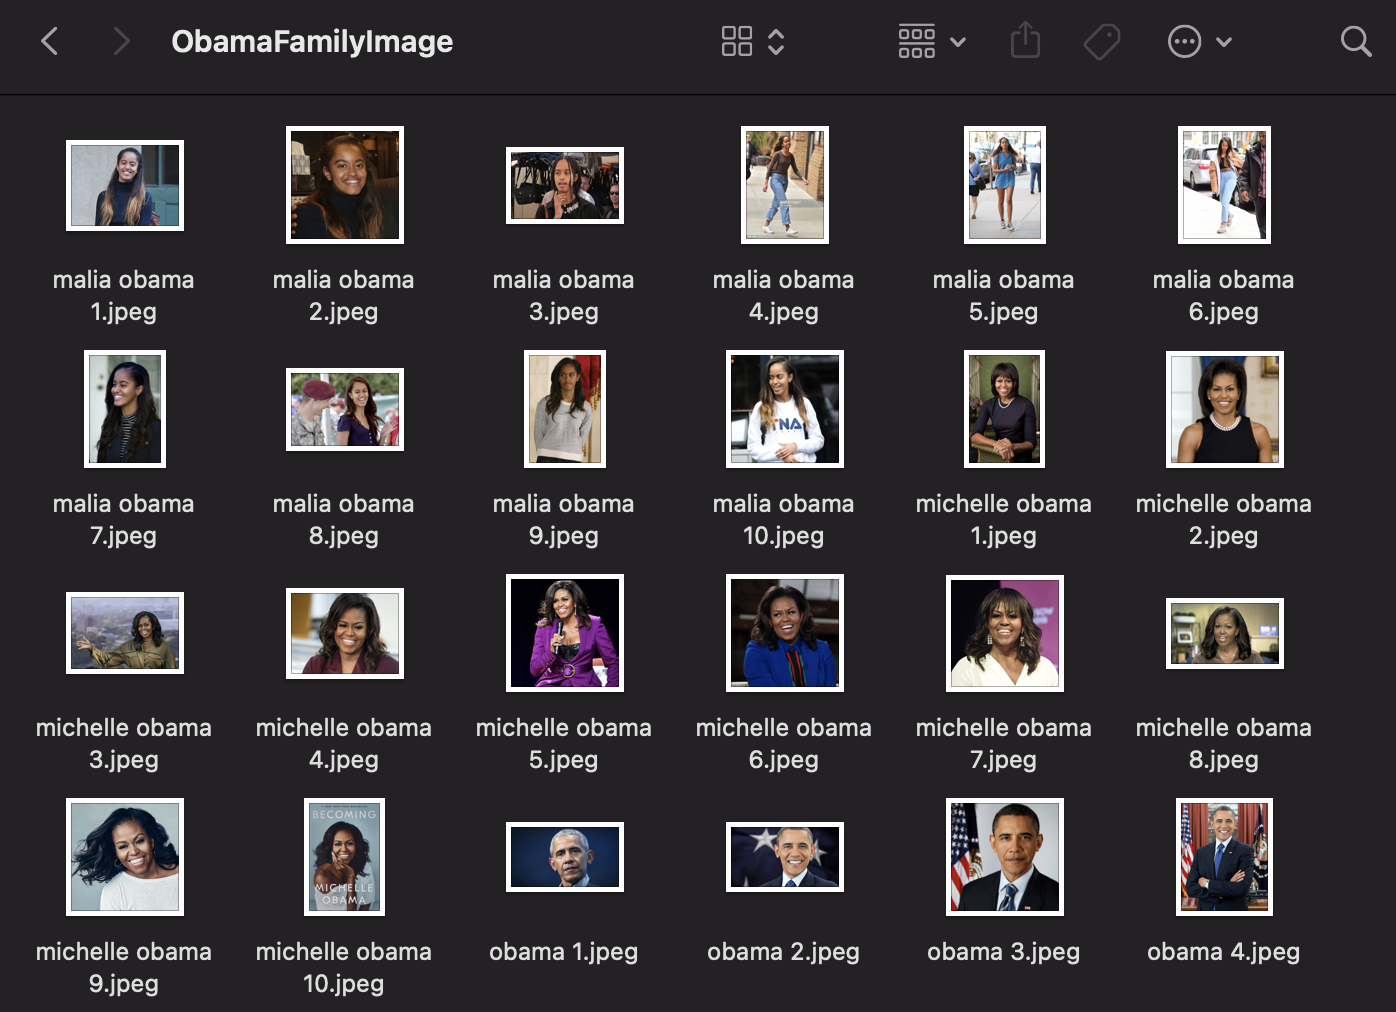 ObamaFamilyImage
malia obama
1.jpeg
malia obama
2.jpeg
malia obama
3.jpeg
malia obama
4.jpeg
malia obama
5.jpeg
malia obama
6.jpeg
malia obama
7.jpeg
malia obama
8.jpeg
malia obama
9.jpeg
TNA
malia obama
10.jpeg
michelle obama
1.jpeg
michelle obama
2.jpeg
michelle obama
3.jpeg
michelle obama
4.jpeg
michelle obama
5.jpeg
michelle obama
6.jpeg
michelle obama
7.jpeg
michelle obama
8.jpeg
michelle obama
9.jpeg
BECOMING
MICHELLE
OBAMA
michelle obama
10.jpeg
obama 1.jpeg
obama 2.jpeg
obama 3.jpeg
obama 4.jpeg